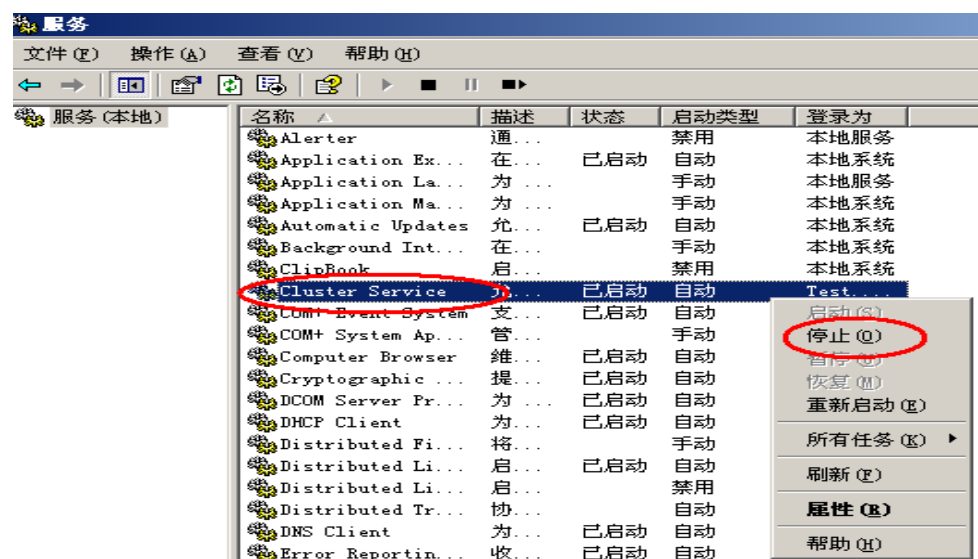 服务
文件(F) 操作(A) 查看(V) 帮助(H)
服务(本地)
名称 描述 状态 启动类型 登录为
Alerter 通... 禁用 本地服务
Application Ex... 在... 已启动 自动 本地系统
Application La... 为 ... 手动 本地服务
Application Ma... 为 ... 手动 本地系统
Automatic Updates 允... 已启动 自动 本地系统
Background Int... 在... 手动 本地系统
ClipBook 启... 禁用 本地系统
Cluster Service 已启动 自动 Test....
COM+ Event System 支... 已启动 自动
COM+ System Ap... 管... 手动
Computer Browser 維... 已启动 自动
Cryptographic ... 提... 已启动 自动
DCOM Server Pr... 为 ... 已启动 自动
DHCP Client 为... 已启动 自动
Distributed Fi... 将... 手动
Distributed Li... 启... 已启动 自动
Distributed Li... 启... 禁用
Distributed Tr... 协... 自动
DNS Client 为... 已启动 自动
Error Reportin... 收... 已启动 自动
启动(S)
停止(O)
暂停(U)
恢复(M)
重新启动(E)
所有任务(K)
刷新(F)
属性(R)
帮助(H)